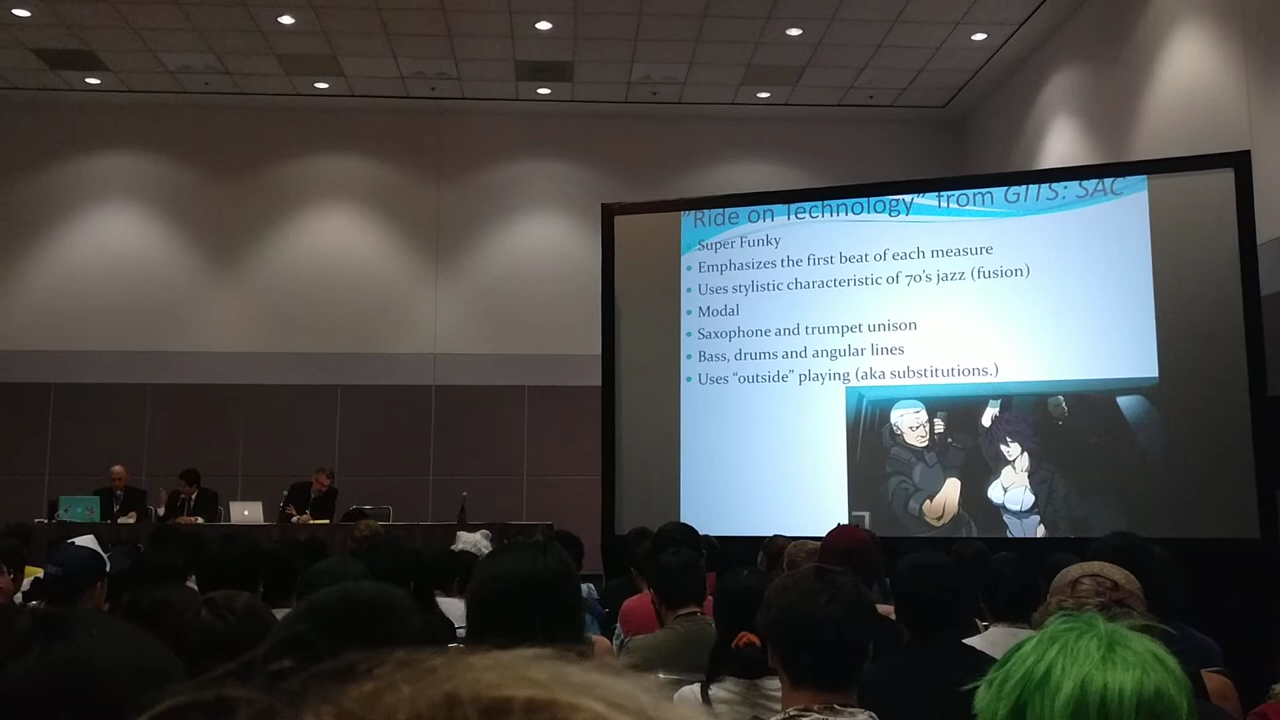 "Ride on Technology" from GITS: SAC
Super Funky
Emphasizes the first beat of each measure
Uses stylistic characteristic of 70's jazz (fusion)
Modal
Saxophone and trumpet unison
Bass, drums and angular lines
Uses "outside" playing (aka substitutions.)